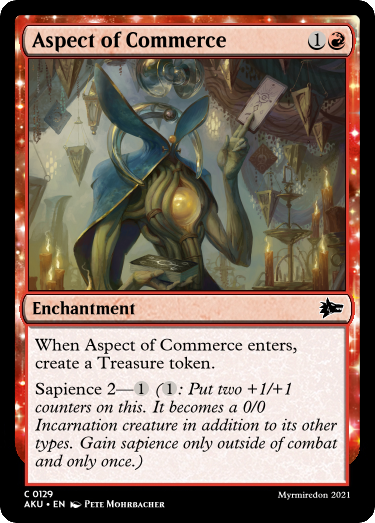 Aspect of Commerce 1
Enchantment
When Aspect of Commerce enters,
create a Treasure token.
Sapience 2—1 (1: Put two +1/+1
counters on this. It becomes a 0/0
Incarnation creature in addition to its other
types. Gain sapience only outside of combat
and only once.)
C 0129
AKU • EN Pete Mohrbacher
Myrmiredon 2021